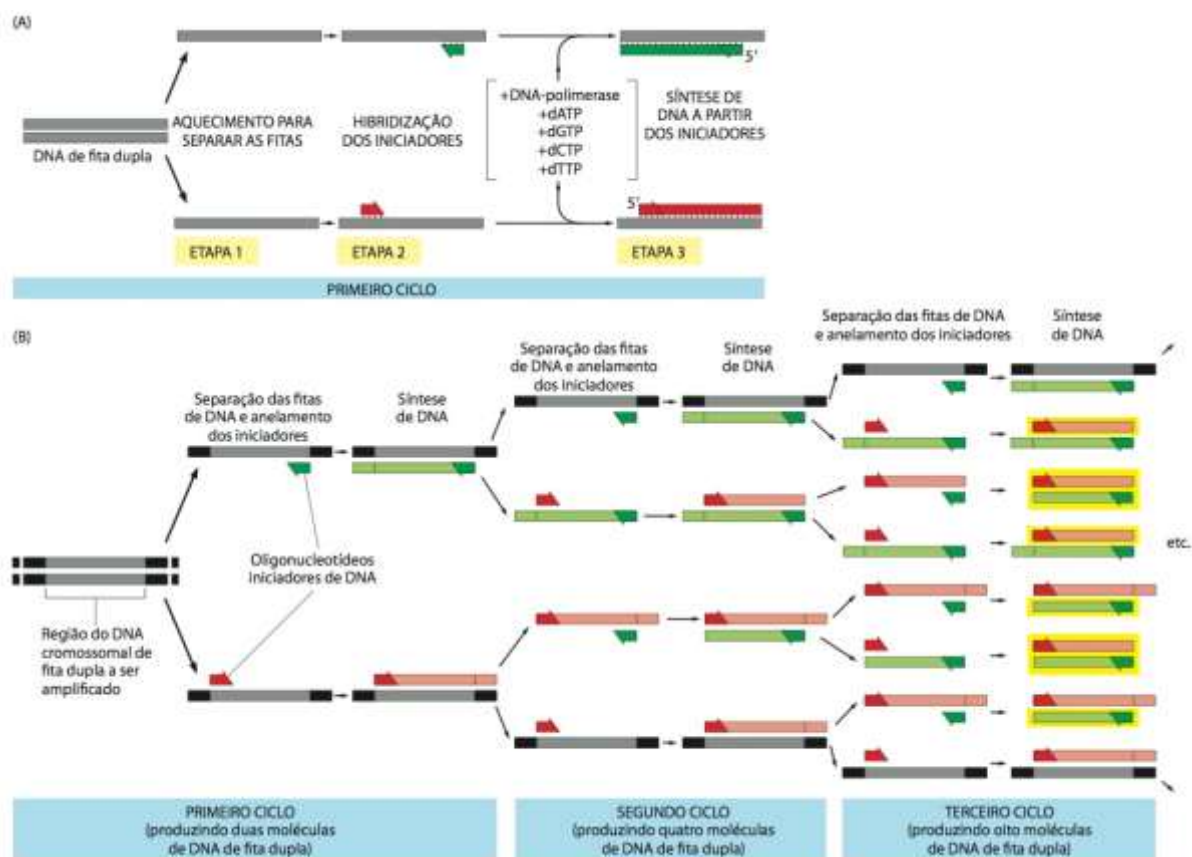 (A)
DNA de fita dupla
AQUECIMENTO PARA
SEPARAR AS FITAS
HIBRIDIZAÇÃO
DOS INICIADORES
+DNA-polimerase
+dATP
+dGTP
+dCTP
+dTTP
5'
SÍNTESE DE
DNA A PARTIR
DOS INICIADORES
5'
ETAPA 1
ETAPA 2
ETAPA 3
PRIMEIRO CICLO
(B)
Separação das fitas
de DNA e anelamento
dos iniciadores
Síntese
de DNA
Separação das fitas
de DNA e anelamento
dos iniciadores
Síntese
de DNA
Separação das fitas de DNA
e anelamento dos iniciadores
Síntese
de DNA
Oligonucleotídeos
Iniciadores de DNA
Região do DNA
cromossomal de
fita dupla a ser
amplificado
etc.
PRIMEIRO CICLO
(produzindo duas moléculas
de DNA de fita dupla)
SEGUNDO CICLO
(produzindo quatro moléculas
de DNA de fita dupla)
TERCEIRO CICLO
(produzindo oito moléculas
de DNA de fita dupla)